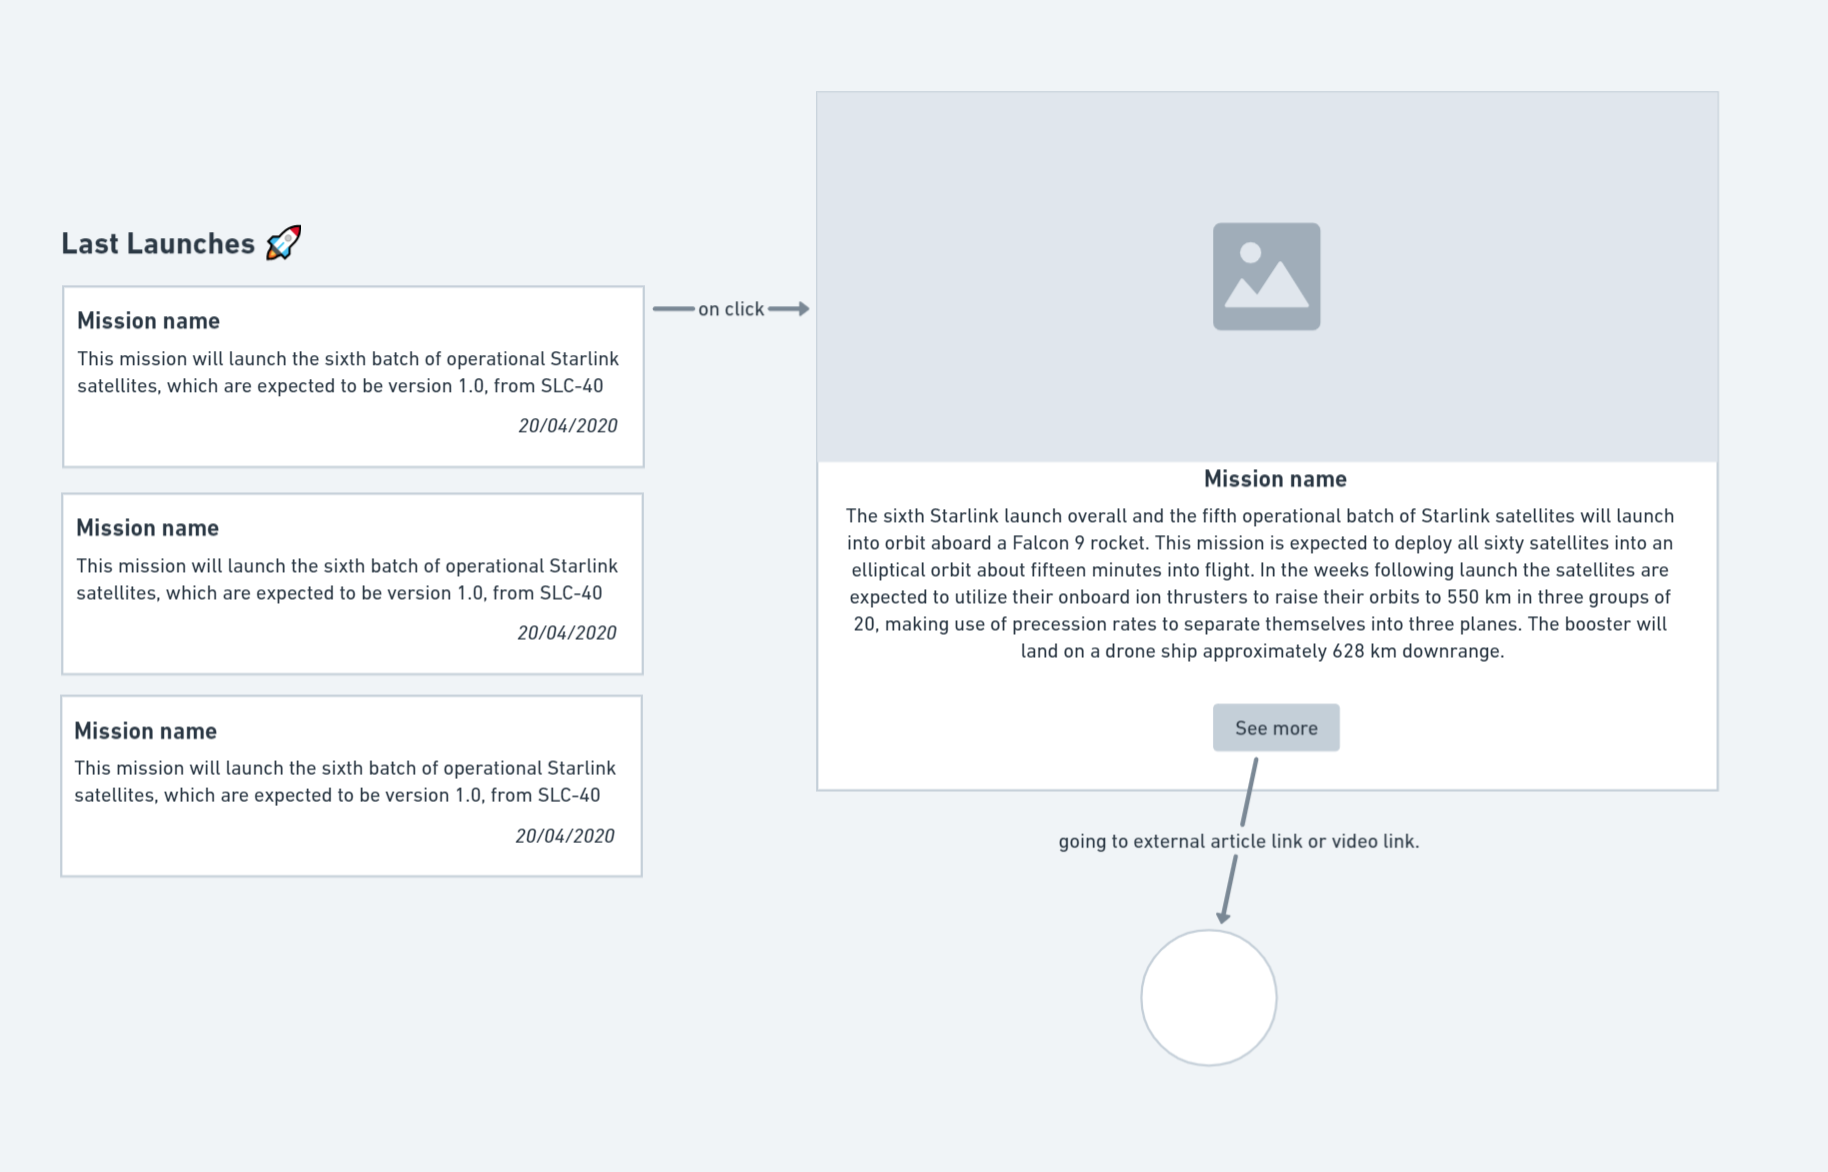 Last Launches 🚀
Mission name
This mission will launch the sixth batch of operational Starlink
satellites, which are expected to be version 1.0, from SLC-40
20/04/2020
Mission name
This mission will launch the sixth batch of operational Starlink
satellites, which are expected to be version 1.0, from SLC-40
20/04/2020
Mission name
This mission will launch the sixth batch of operational Starlink
satellites, which are expected to be version 1.0, from SLC-40
20/04/2020
on click
Mission name
The sixth Starlink launch overall and the fifth operational batch of Starlink satellites will launch
into orbit aboard a Falcon 9 rocket. This mission is expected to deploy all sixty satellites into an
elliptical orbit about fifteen minutes into flight. In the weeks following launch the satellites are
expected to utilize their onboard ion thrusters to raise their orbits to 550 km in three groups of
20, making use of precession rates to separate themselves into three planes. The booster will
land on a drone ship approximately 628 km downrange.
See more
going to external article link or video link.